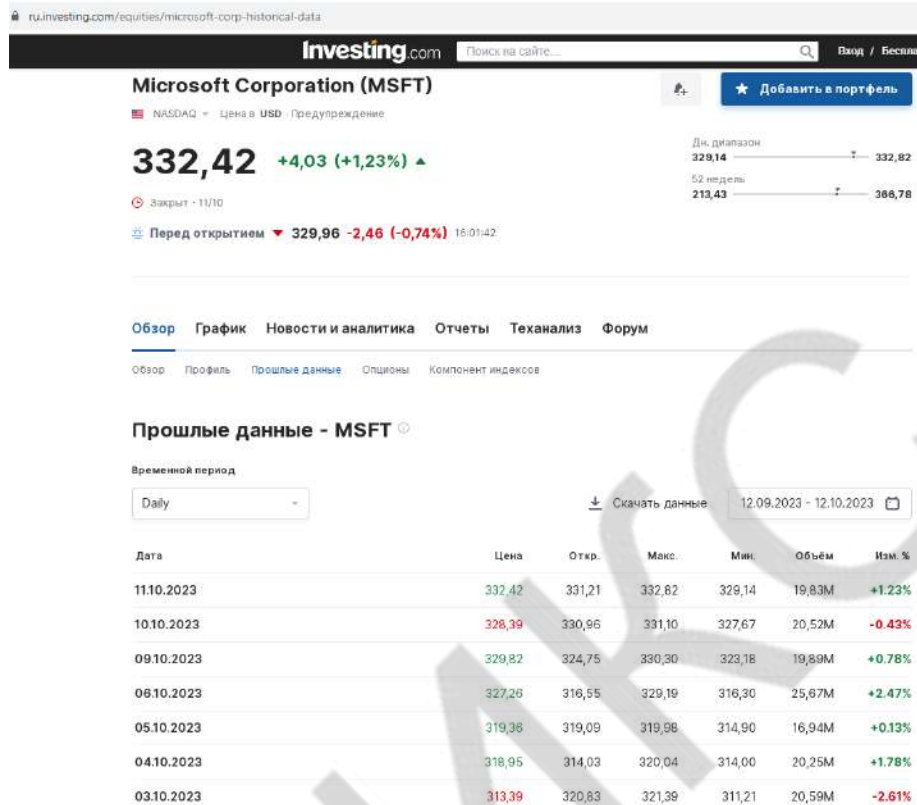 ru.investing.com/equities/microsoft-corp-historical-data
Investing.com Поиск на сайте... Вход / Беспла
Microsoft Corporation (MSFT) Добавить в портфель
NASDAQ Цена в USD · Предупреждение
332,42 +4,03 (+1,23%)
Дн. диапазон
329,14 332,82
52 недель
213,43 366,78
Закрыт · 11/10
Перед открытием 329,96 -2,46 (-0,74%) 16:01:42
Обзор График Новости и аналитика Отчеты Теханализ Форум
Обзор Профиль Прошлые данные Опционы Компонент индексов
Прошлые данные - MSFT
Временной период
Daily Скачать данные 12.09.2023 - 12.10.2023
Дата Цена Откр. Макс. Мин. Объём Изм. %
11.10.2023 332,42 331,21 332,82 329,14 19,83M +1.23%
10.10.2023 328,39 330,96 331,10 327,67 20,52M -0.43%
09.10.2023 329,82 324,75 330,30 323,18 19,89M +0.78%
06.10.2023 327,26 316,55 329,19 316,30 25,67M +2.47%
05.10.2023 319,36 319,09 319,98 314,90 16,94M +0.13%
04.10.2023 318,95 314,03 320,04 314,00 20,25M +1.78%
03.10.2023 313,39 320,83 321,39 311,21 20,59M -2.61%